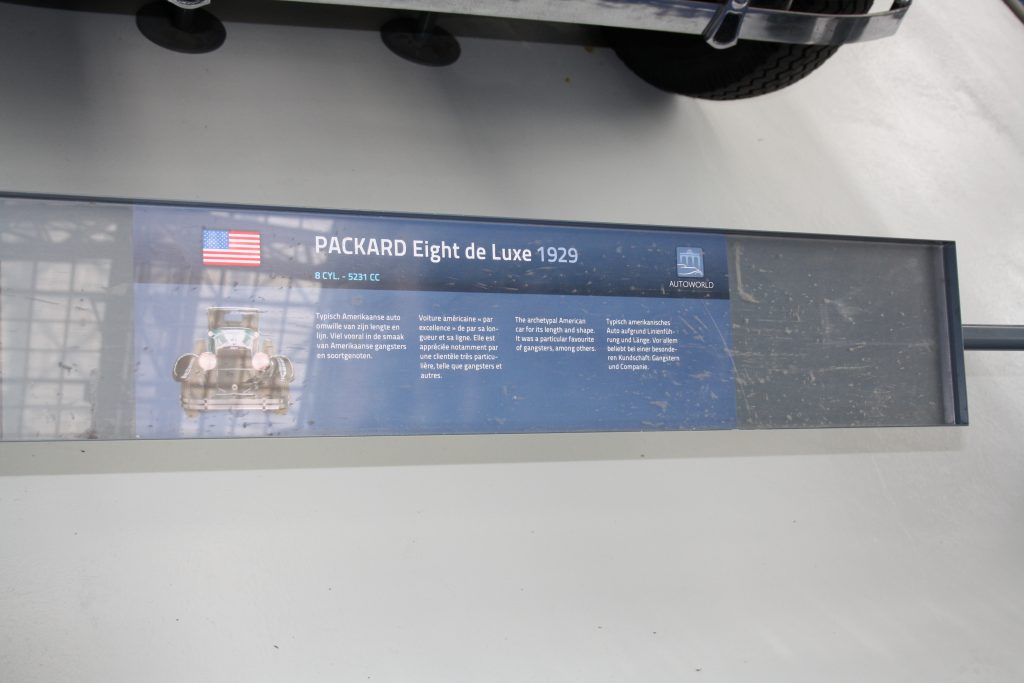 PACKARD Eight de Luxe 1929
8 CYL. - 5231 CC
AUTOWORLD
Typisch Amerikaanse auto
omwille van zijn lengte en
lijn. Viel vooral in de smaak
van Amerikaanse gangsters
en soortgenoten.
Voiture américaine « par
excellence » de par sa lon-
gueur et sa ligne. Elle est
appréciée notamment par
une clientèle très particu-
lière, telle que gangsters et
autres.
The archetypal American
car for its length and shape.
It was a particular favourite
of gangsters, among others.
Typisch amerikanisches
Auto aufgrund Linienfüh-
rung und Länge. Vor allem
beliebt bei einer besonde-
ren Kundschaft: Gangstern
und Companie.